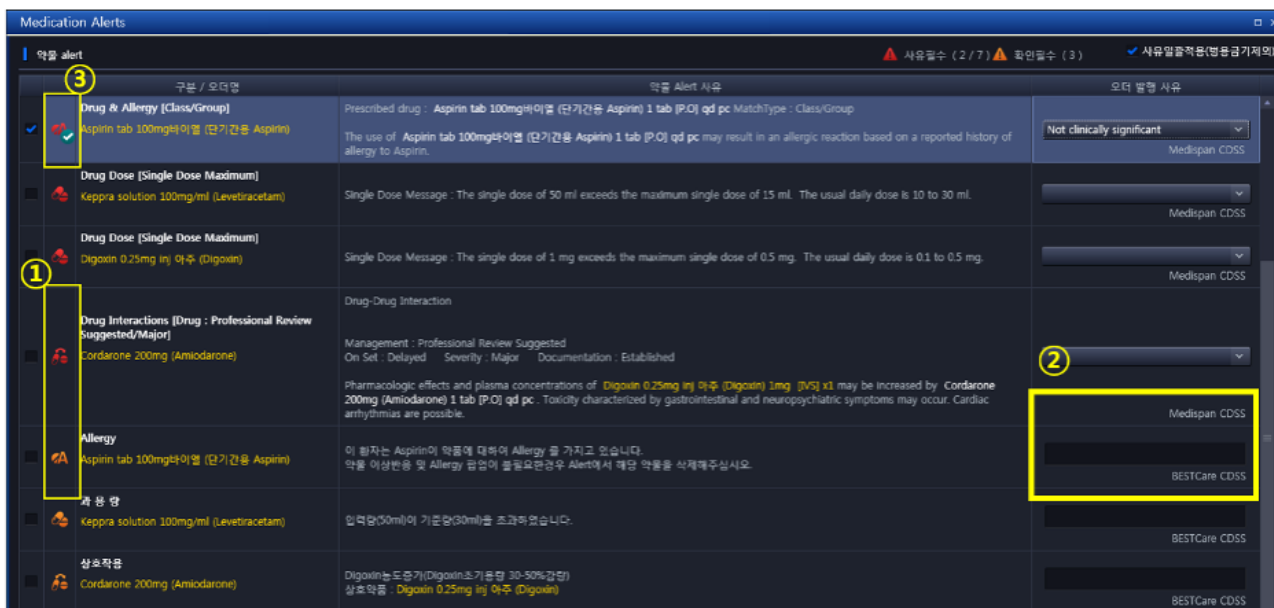 Medication Alerts
약물 alert
사유필수 (2/7)
확인필수 (3)
사유일괄적용(병용금기제외)
③
구분 / 오더명
약물 Alert 사유
오더 발행 사유
Drug & Allergy [Class/Group]
Aspirin tab 100mg바이엘 (단기간용 Aspirin)
Prescribed drug : Aspirin tab 100mg바이엘 (단기간용 Aspirin) 1 tab [P.O] qd pc MatchType : Class/Group
The use of Aspirin tab 100mg바이엘 (단기간용 Aspirin) 1 tab [P.O] qd pc may result in an allergic reaction based on a reported history of
allergy to Aspirin.
Not clinically significant
Medispan CDSS
Drug Dose [Single Dose Maximum]
Keppra solution 100mg/ml (Levetiracetam)
Single Dose Message : The single dose of 50 ml exceeds the maximum single dose of 15 ml. The usual daily dose is 10 to 30 ml.
Medispan CDSS
Drug Dose [Single Dose Maximum]
Digoxin 0.25mg inj 아주 (Digoxin)
Single Dose Message : The single dose of 1 mg exceeds the maximum single dose of 0.5 mg. The usual daily dose is 0.1 to 0.5 mg.
Medispan CDSS
①
Drug Interactions [Drug : Professional Review
Suggested/Major]
Cordarone 200mg (Amiodarone)
Drug-Drug Interaction
Management : Professional Review Suggested
On Set : Delayed Severity : Major Documentation : Established
Pharmacologic effects and plasma concentrations of Digoxin 0.25mg inj 아주 (Digoxin) 1mg [IVS] x1 may be increased by Cordarone
200mg (Amiodarone) 1 tab [P.O] qd pc . Toxicity characterized by gastrointestinal and neuropsychiatric symptoms may occur. Cardiac
arrhythmias are possible.
②
Medispan CDSS
Allergy
A
Aspirin tab 100mg바이엘 (단기간용 Aspirin)
이 환자는 Aspirin이 약품에 대하여 Allergy 를 가지고 있습니다.
약물 이상반응 및 Allergy 팝업이 불필요한경우 Alert에서 해당 약물을 삭제해주십시오.
BESTCare CDSS
과 용 량
Keppra solution 100mg/ml (Levetiracetam)
입력량(50ml)이 기준량(30ml)을 초과하였습니다.
BESTCare CDSS
상호작용
Cordarone 200mg (Amiodarone)
Digoxin농도증가(Digoxin초기용량 30-50%감량)
상호약품 : Digoxin 0.25mg inj 아주 (Digoxin)
BESTCare CDSS